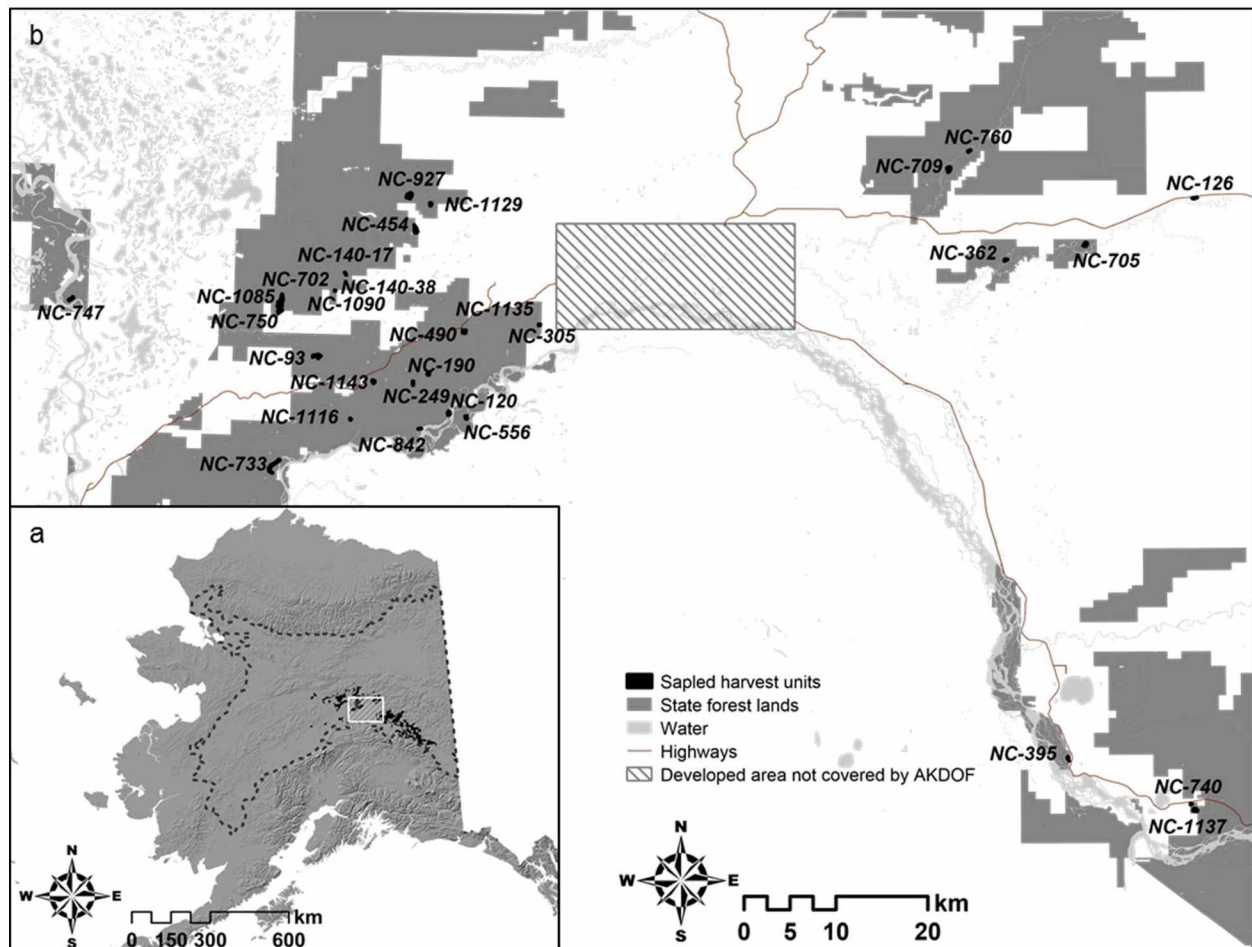 b
NC-760
NC-709
NC-927
NC-126
NC-1129
NC-454
NC-362
NC-705
NC-140-17
NC-702
NC-140-38
NC-1085
NC-1090
NC-747
NC-750
NC-1135
NC-490
NC-305
NC-93
NC-190
NC-1143
NC-249
NC-120
NC-1116
NC-556
NC-842
NC-733
a
N
W E
S
km
0 150 300 600
Sapled harvest units
State forest lands
Water
Highways
Developed area not covered by AKDOF
NC-395
NC-740
NC-1137
N
W E
S
km
0 5 10 20